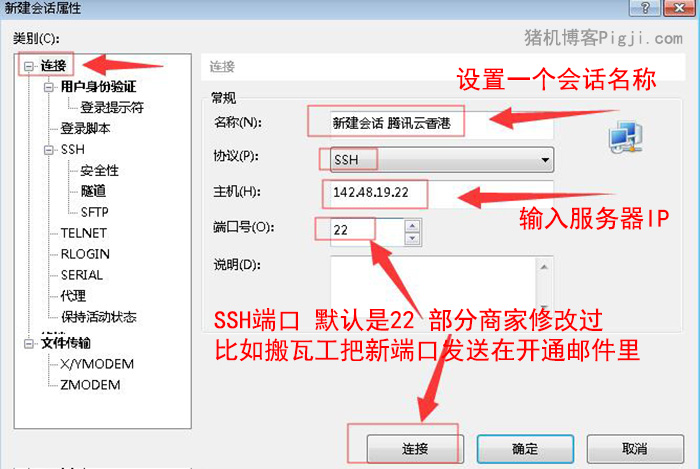 新建会话属性
猪机博客Pigji.com
类别(C):
连接
用户身份验证
登录提示符
登录脚本
SSH
安全性
隧道
SFTP
TELNET
RLOGIN
SERIAL
代理
保持活动状态
文件传输
X/YMODEM
ZMODEM
连接
设置一个会话名称
常规
名称(N):
新建会话 腾讯云香港
协议(P):
SSH
主机(H):
142.48.19.22
输入服务器IP
端口号(O):
22
说明(D):
SSH端口 默认是22 部分商家修改过
比如搬瓦工把新端口发送在开通邮件里
连接
确定
取消